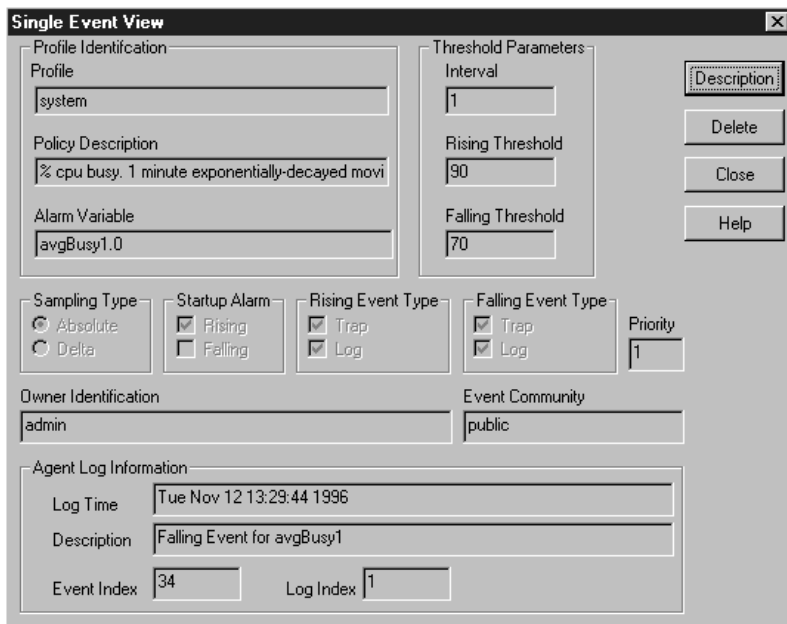 Single Event View
Profile Identifcation
Profile
system
Policy Description
% cpu busy. 1 minute exponentially-decayed movi
Alarm Variable
avgBusy1.0
Threshold Parameters
Interval
1
Rising Threshold
90
Falling Threshold
70
Description
Delete
Close
Help
Sampling Type
Absolute
Delta
Startup Alarm
Rising
Falling
Rising Event Type
Trap
Log
Falling Event Type
Trap
Log
Priority
1
Owner Identification
admin
Event Community
public
Agent Log Information
Log Time
Tue Nov 12 13:29:44 1996
Description
Falling Event for avgBusy1
Event Index
34
Log Index
1